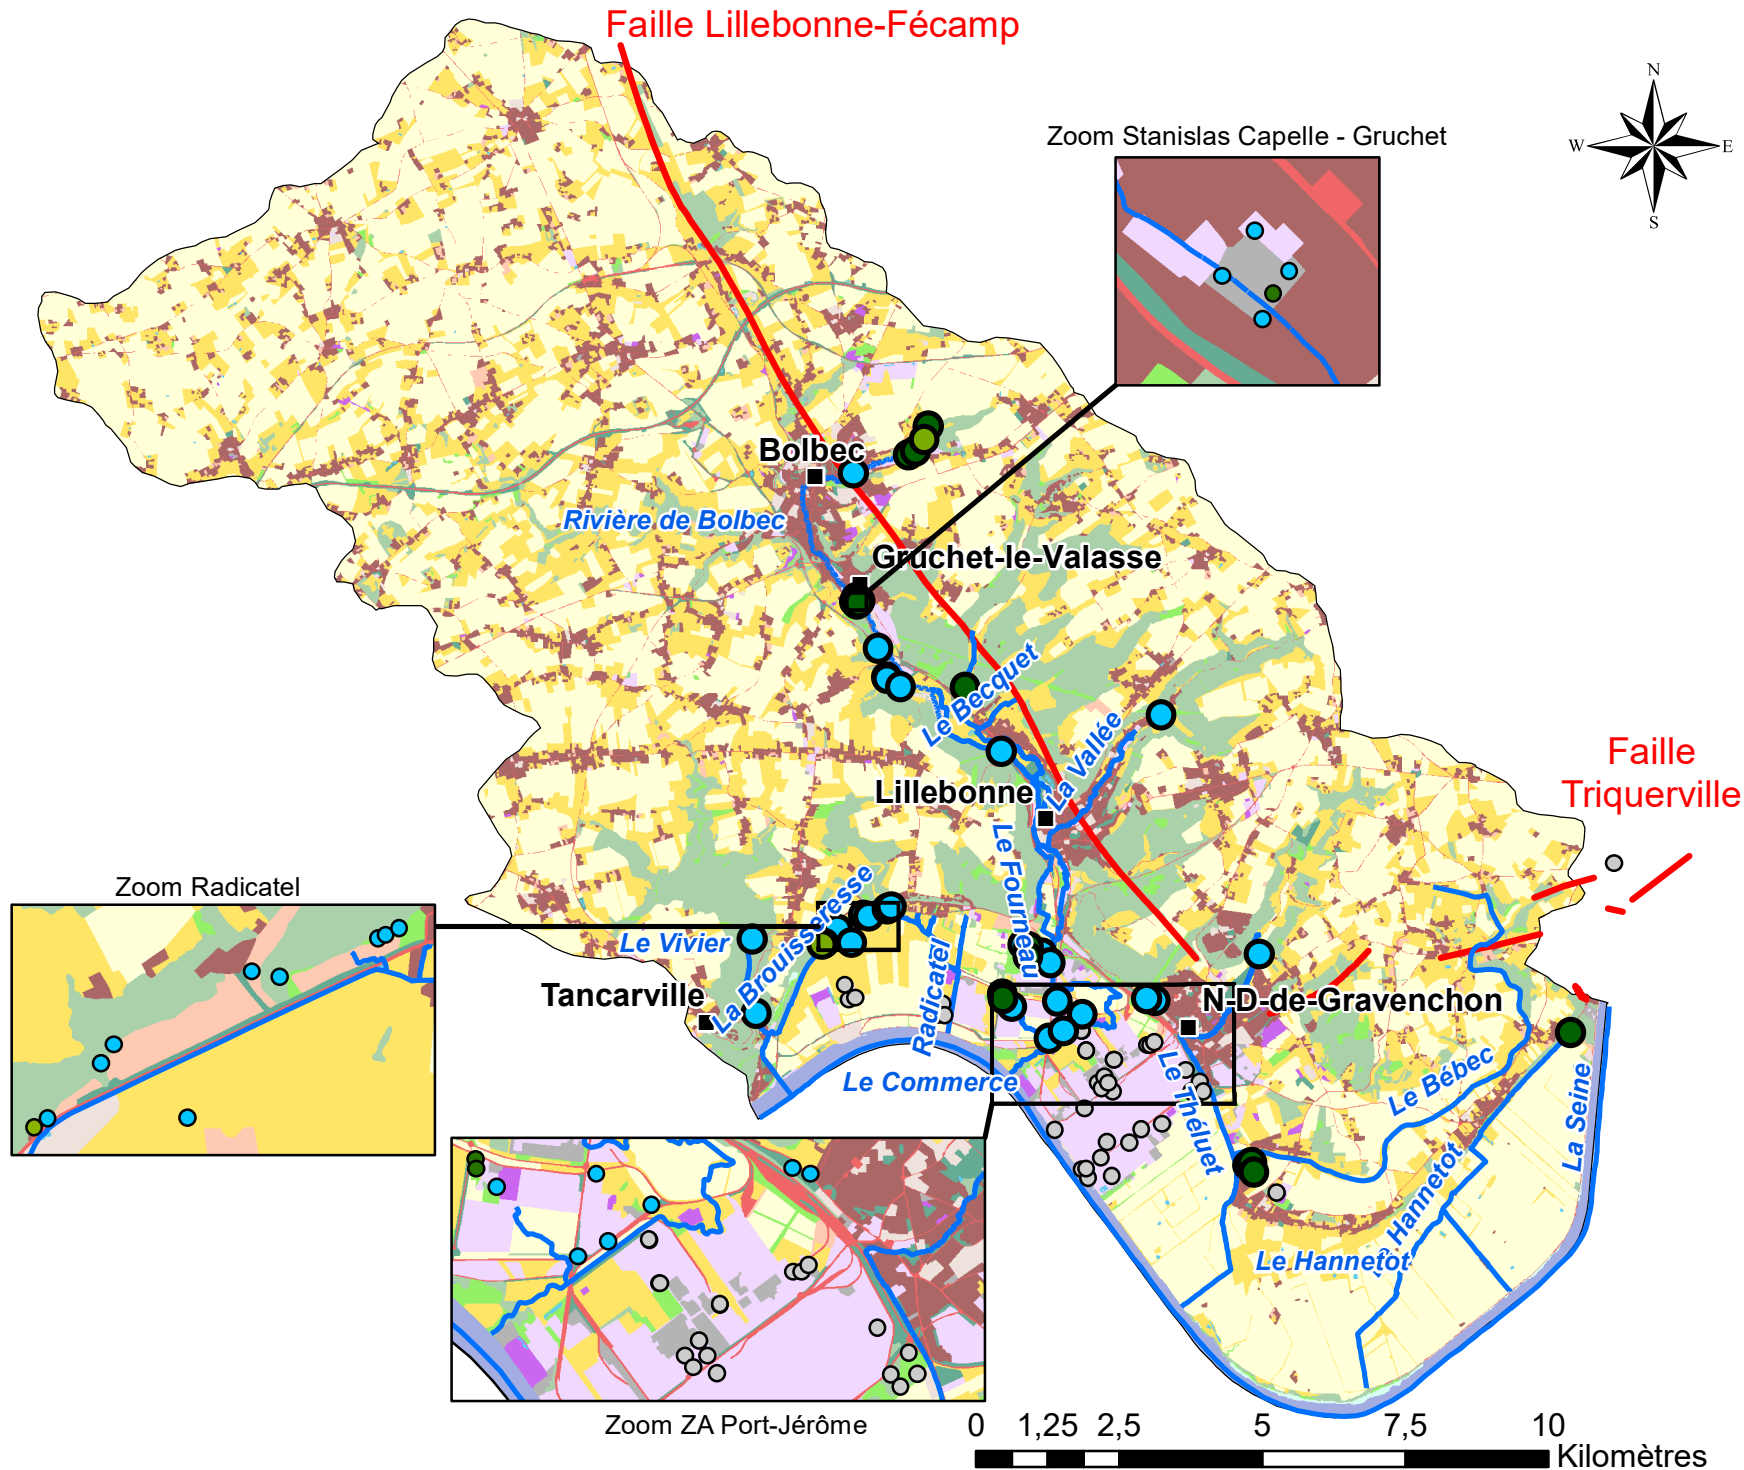 Faille Lillebonne-Fécamp
N
W
E
S
Zoom Stanislas Capelle - Gruchet
Bolbec
Rivière de Bolbec
Gruchet-le-Valasse
Le Becquet
La Vallée
Faille
Triquerville
Lillebonne
Le Fourneau
Zoom Radicatel
La Brouisseresse
Le Vivier
Radicatel
Tancarville
N-D-de-Gravenchon
Le Commerce
Le Théluet
Le Bébec
La Seine
Le Hannetot
Le Hannetot
Zoom ZA Port-Jérôme
0 1,25 2,5 5 7,5 10
Kilomètres